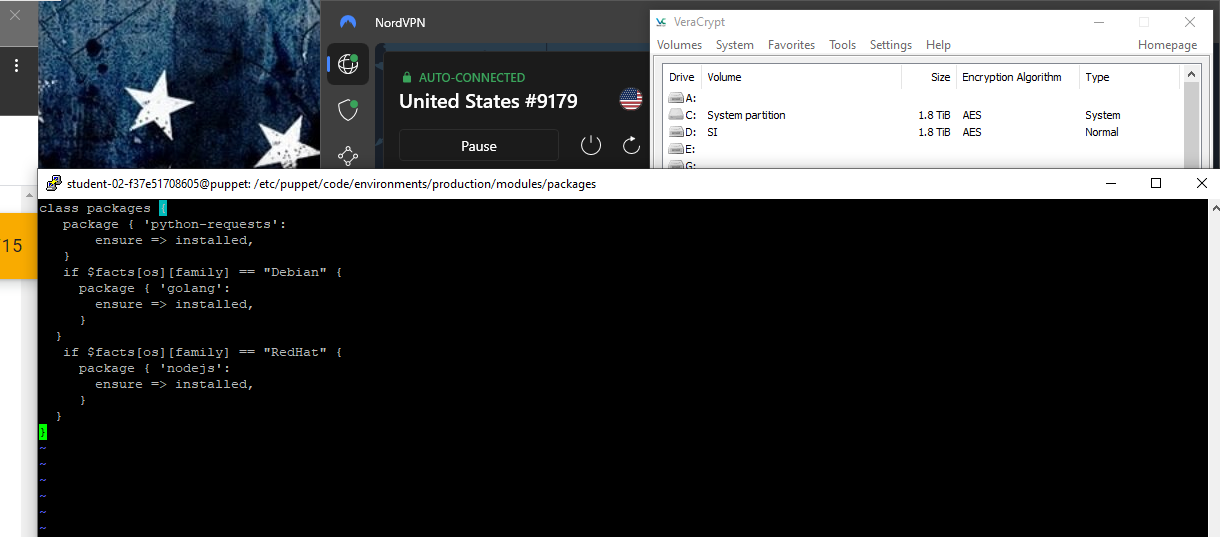 NordVPN
AUTO-CONNECTED
United States #9179
Pause
VeraCrypt
Volumes System Favorites Tools Settings Help Homepage
Drive Volume Size Encryption Algorithm Type
A:
C: System partition 1.8 TiB AES System
D: SI 1.8 TiB AES Normal
E:
G:
15
student-02-f37e51708605@puppet: /etc/puppet/code/environments/production/modules/packages
class packages {
   package { 'python-requests':
       ensure => installed,
   }
   if $facts[os][family] == "Debian" {
     package { 'golang':
       ensure => installed,
     }
  }
   if $facts[os][family] == "RedHat" {
     package { 'nodejs':
       ensure => installed,
     }
  }
}
~
~
~
~
~
~